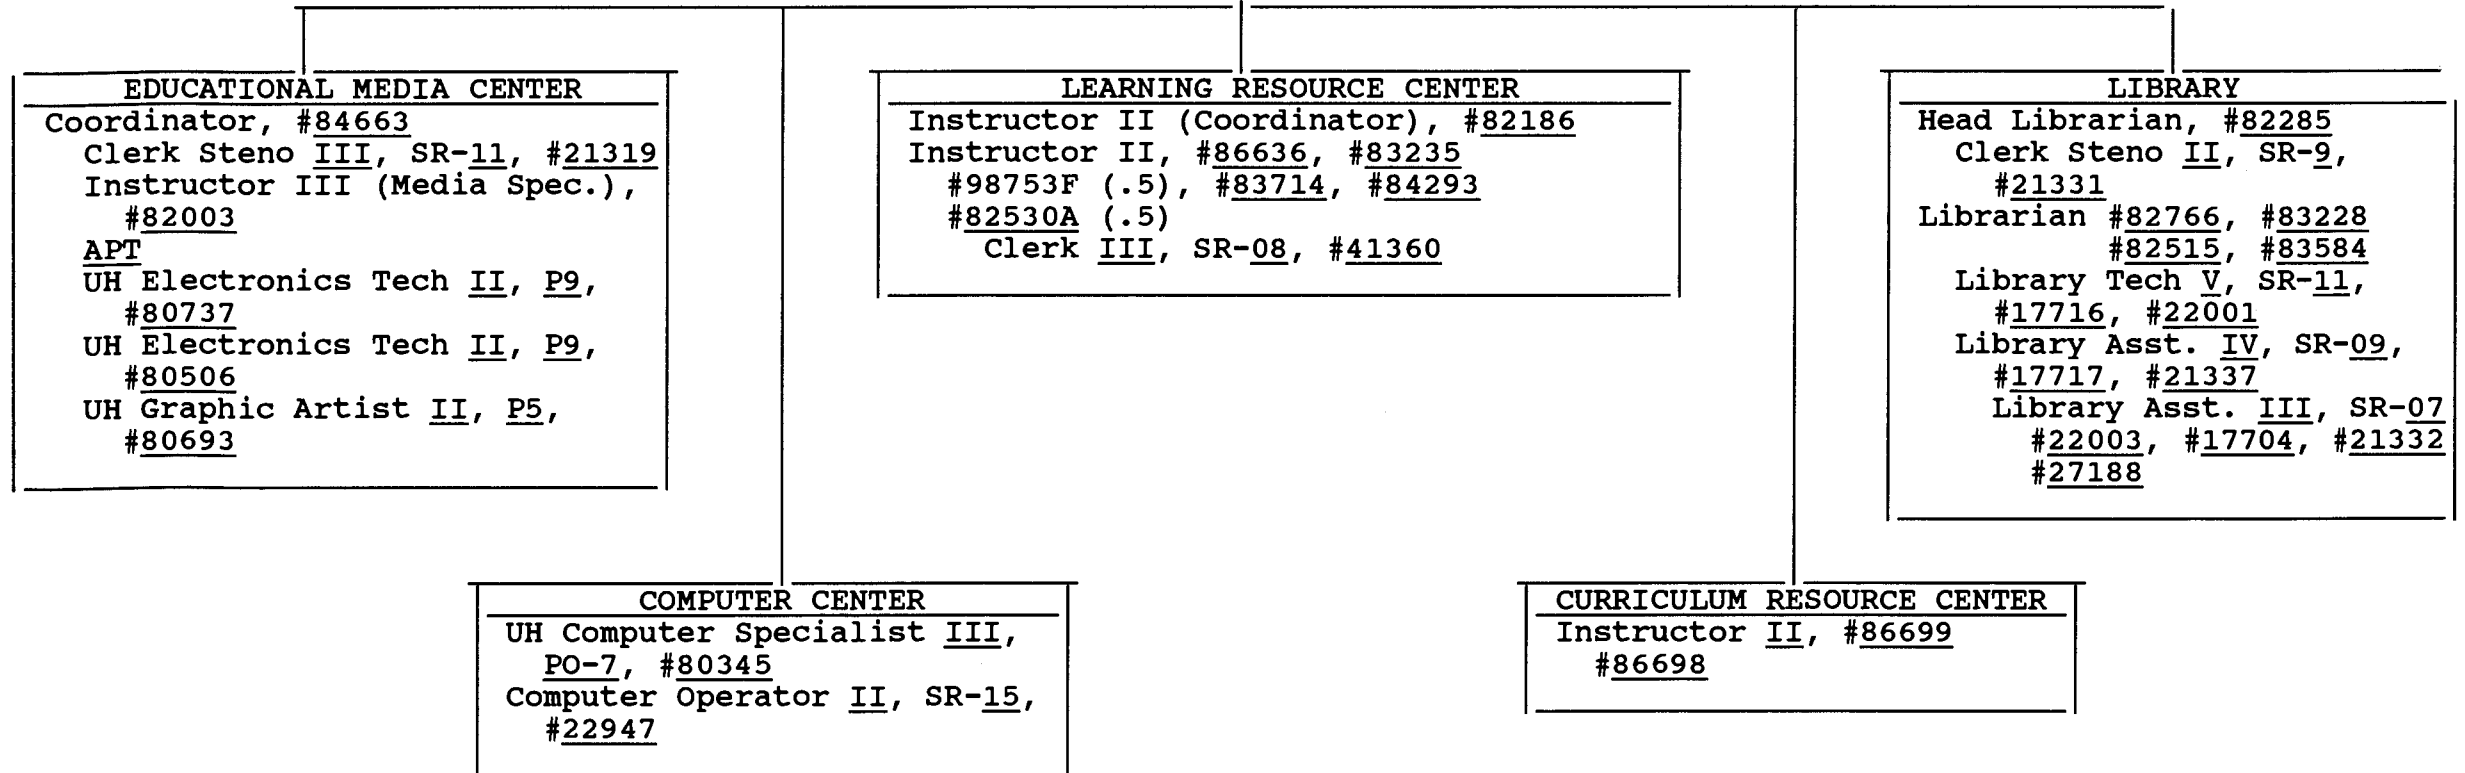 EDUCATIONAL MEDIA CENTER
Coordinator, #84663
Clerk Steno III, SR-11, #21319
Instructor III (Media Spec.),
#82003
APT
UH Electronics Tech II, P9,
#80737
UH Electronics Tech II, P9,
#80506
UH Graphic Artist II, P5,
#80693
LEARNING RESOURCE CENTER
Instructor II (Coordinator), #82186
Instructor II, #86636, #83235
#98753F (.5), #83714, #84293
#82530A (.5)
Clerk III, SR-08, #41360
LIBRARY
Head Librarian, #82285
Clerk Steno II, SR-9,
#21331
Librarian #82766, #83228
#82515, #83584
Library Tech V, SR-11,
#17716, #22001
Library Asst. IV, SR-09,
#17717, #21337
Library Asst. III, SR-07
#22003, #17704, #21332
#27188
COMPUTER CENTER
UH Computer Specialist III,
PO-7, #80345
Computer Operator II, SR-15,
#22947
CURRICULUM RESOURCE CENTER
Instructor II, #86699
#86698